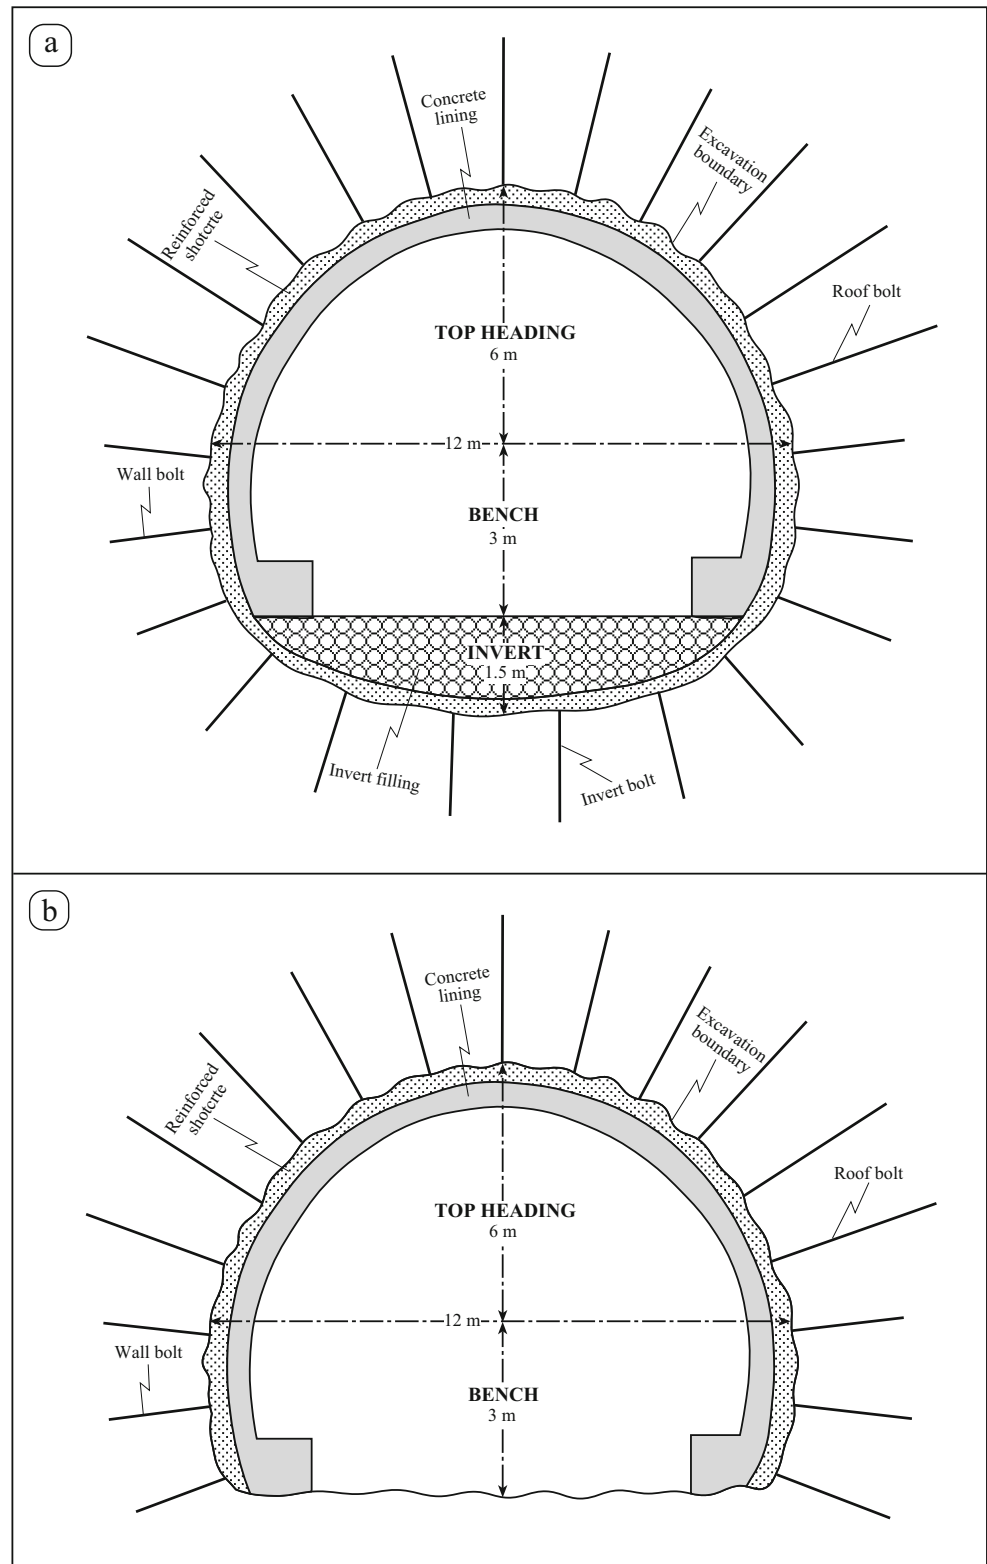 a
Concrete
lining
Excavation
boundary
Reinforced
shotcrte
Roof bolt
TOP HEADING
6 m
12 m
Wall bolt
BENCH
3 m
INVERT
1.5 m
Invert filling
Invert bolt
b
Concrete
lining
Excavation
boundary
Reinforced
shotcrte
Roof bolt
TOP HEADING
6 m
12 m
Wall bolt
BENCH
3 m